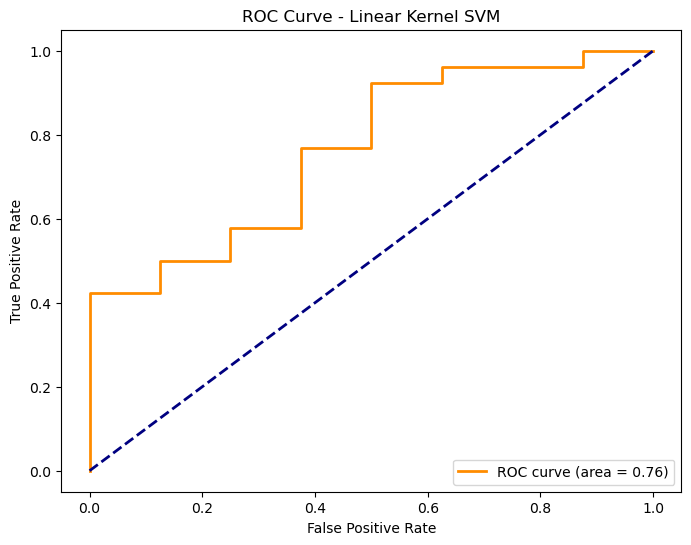 ROC Curve - Linear Kernel SVM
True Positive Rate
1.0
0.8
0.6
0.4
0.2
0.0
0.0 0.2 0.4 0.6 0.8 1.0
False Positive Rate
ROC curve (area = 0.76)